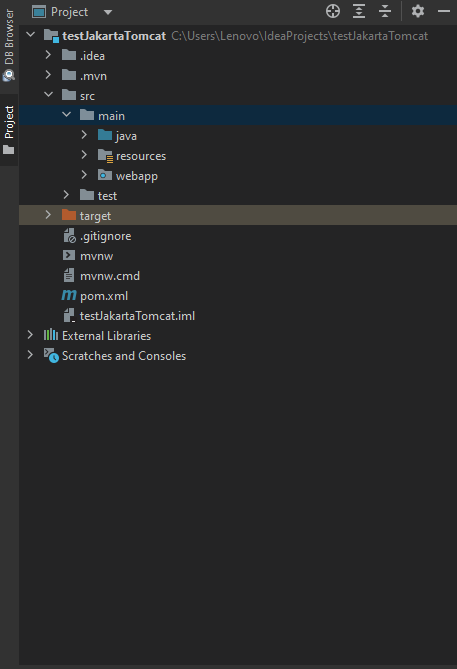 DB Browser
Project
Project
testJakartaTomcat C:\Users\Lenovo\IdeaProjects\testJakartaTomcat
.idea
.mvn
src
main
java
resources
webapp
test
target
.gitignore
mvnw
mvnw.cmd
pom.xml
testJakartaTomcat.iml
External Libraries
Scratches and Consoles